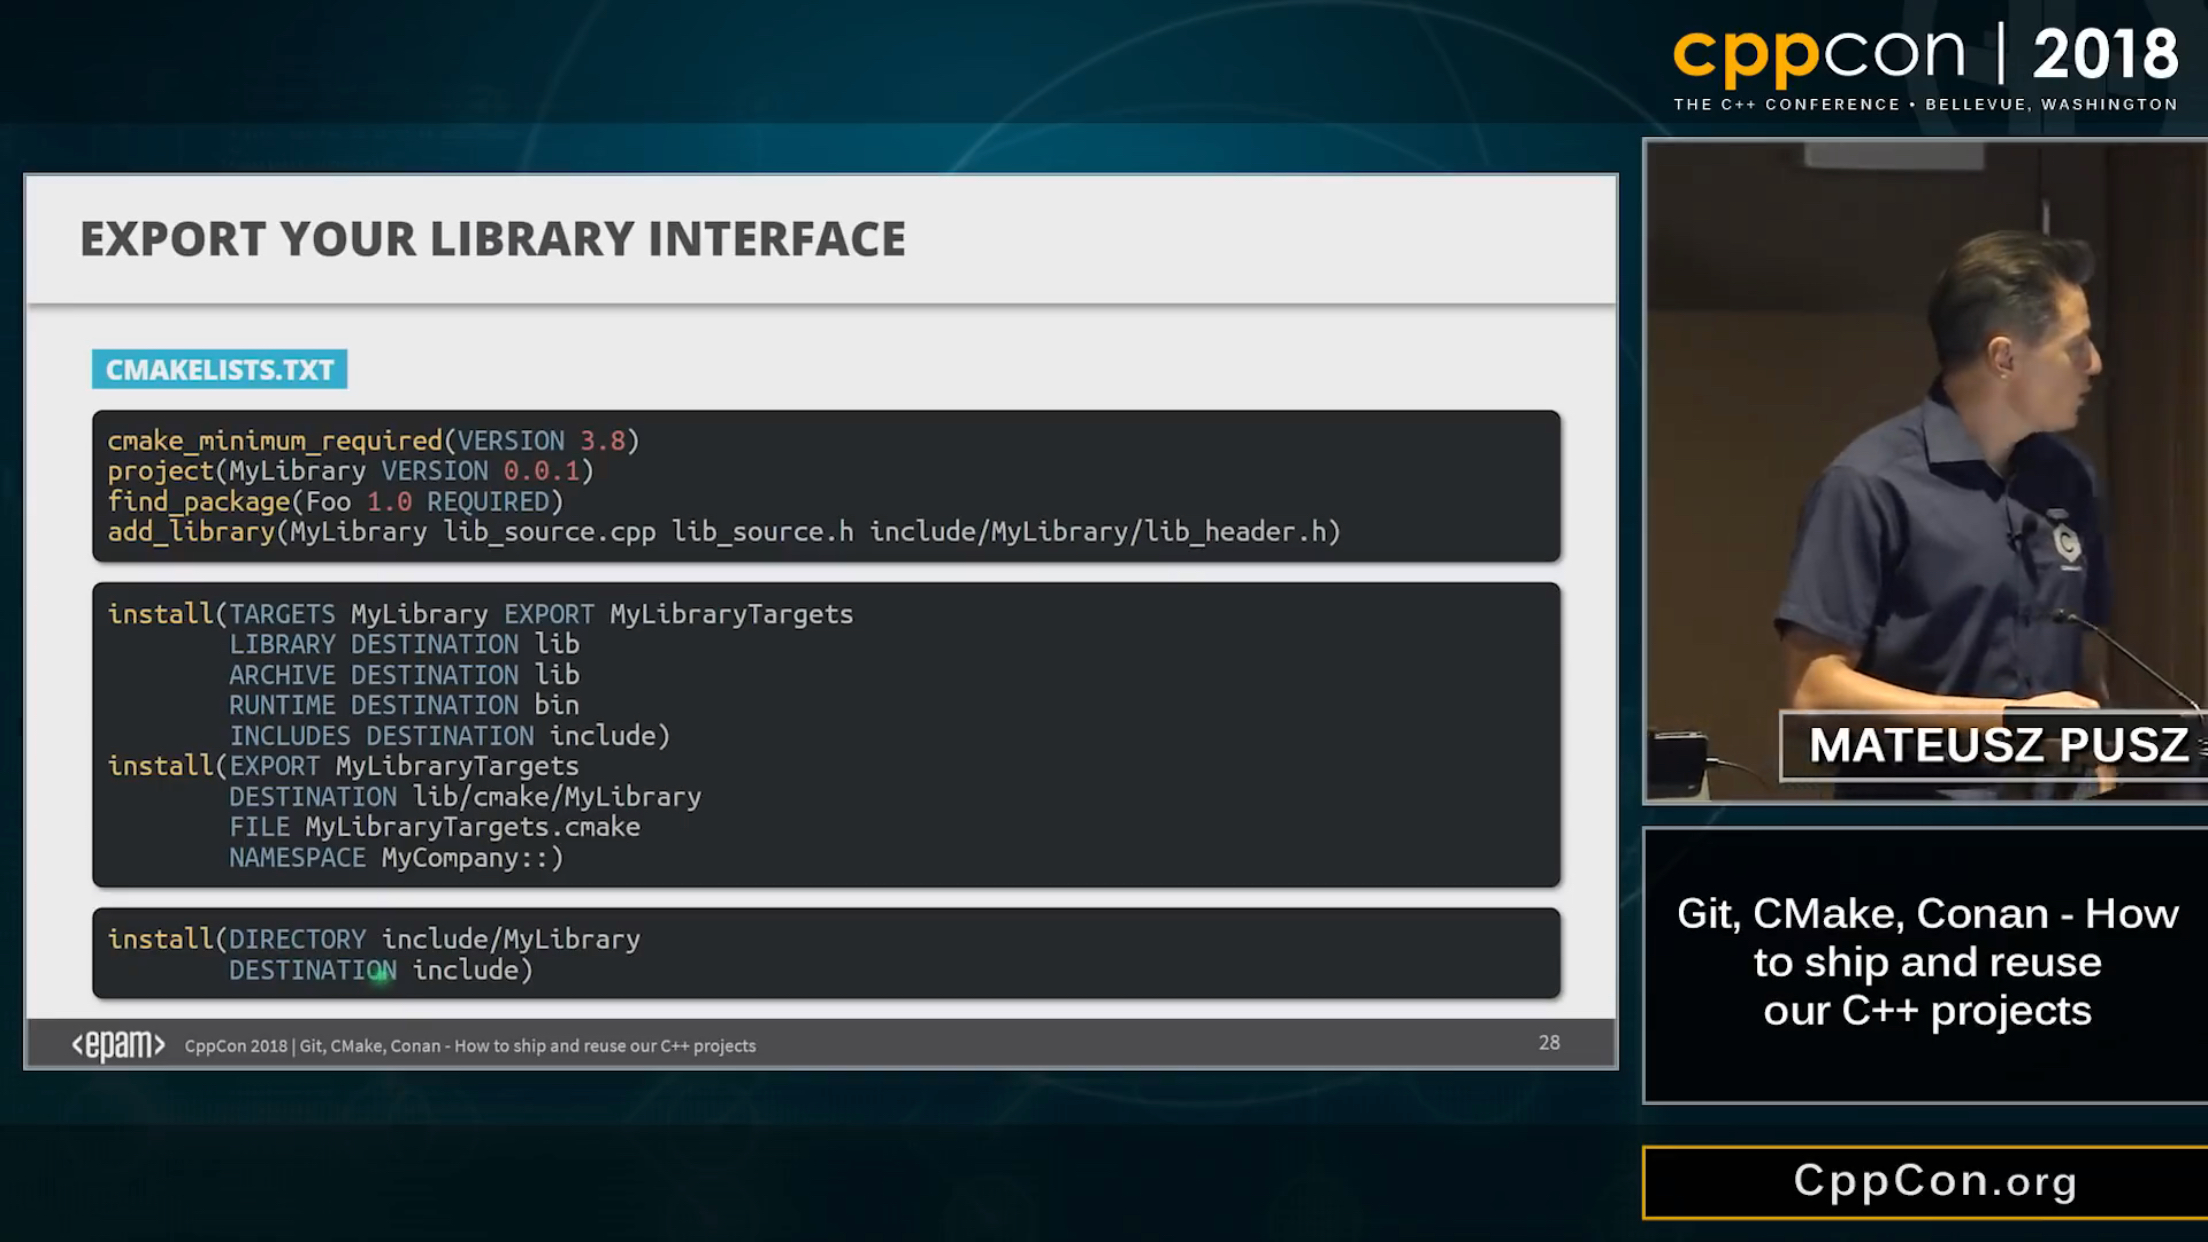 cppcon | 2018
THE C++ CONFERENCE • BELLEVUE, WASHINGTON
EXPORT YOUR LIBRARY INTERFACE
CMAKELISTS.TXT
cmake_minimum_required(VERSION 3.8)
project(MyLibrary VERSION 0.0.1)
find_package(Foo 1.0 REQUIRED)
add_library(MyLibrary lib_source.cpp lib_source.h include/MyLibrary/lib_header.h)
install(TARGETS MyLibrary EXPORT MyLibraryTargets
LIBRARY DESTINATION lib
ARCHIVE DESTINATION lib
RUNTIME DESTINATION bin
INCLUDES DESTINATION include)
install(EXPORT MyLibraryTargets
DESTINATION lib/cmake/MyLibrary
FILE MyLibraryTargets.cmake
NAMESPACE MyCompany::)
install(DIRECTORY include/MyLibrary
DESTINATION include)
<epam> CppCon 2018 | Git, CMake, Conan - How to ship and reuse our C++ projects 28
MATEUSZ PUSZ
Git, CMake, Conan - How
to ship and reuse
our C++ projects
CppCon.org